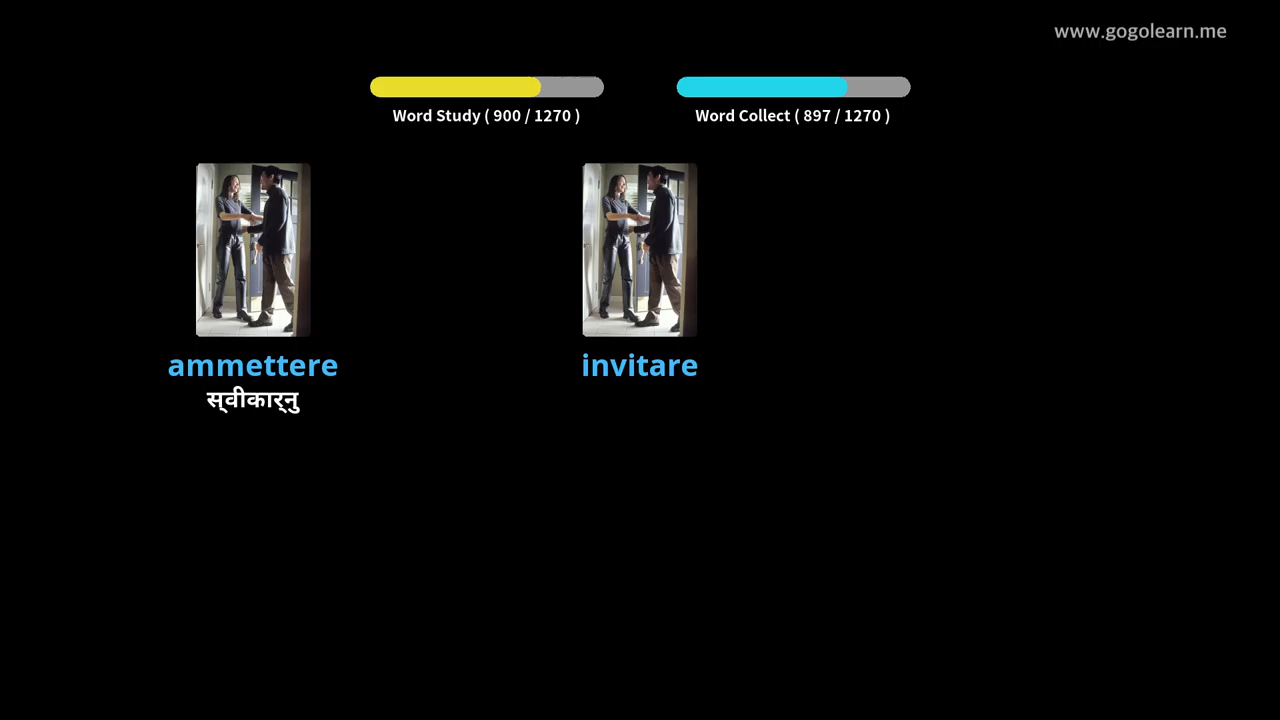 www.gogolearn.me
Word Study ( 900 / 1270 )
Word Collect ( 897 / 1270 )
ammettere
invitare
स्वीकार्नु